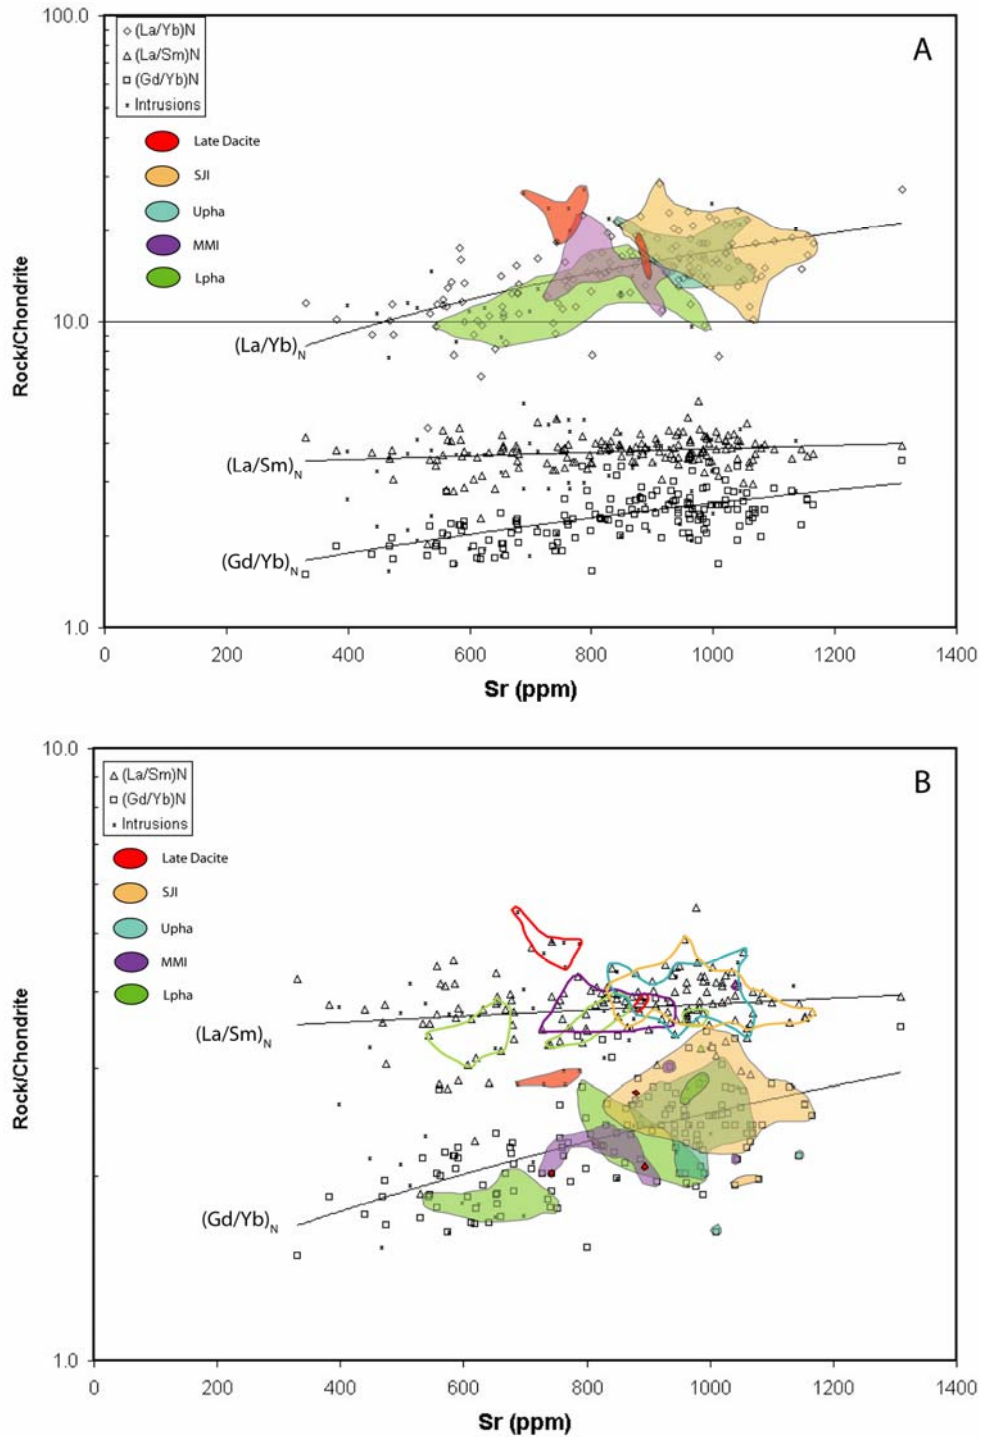 100.0
(La/Yb)N
(La/Sm)N
(Gd/Yb)N
Intrusions
A
Late Dacite
SJI
Upha
MMI
Lpha
10.0
1.0
Rock/Chondrite
(La/Yb)N
(La/Sm)N
(Gd/Yb)N
0 200 400 600 800 1000 1200 1400
Sr (ppm)
10.0
(La/Sm)N
(Gd/Yb)N
Intrusions
B
Late Dacite
SJI
Upha
MMI
Lpha
Rock/Chondrite
(La/Sm)N
(Gd/Yb)N
1.0
0 200 400 600 800 1000 1200 1400
Sr (ppm)